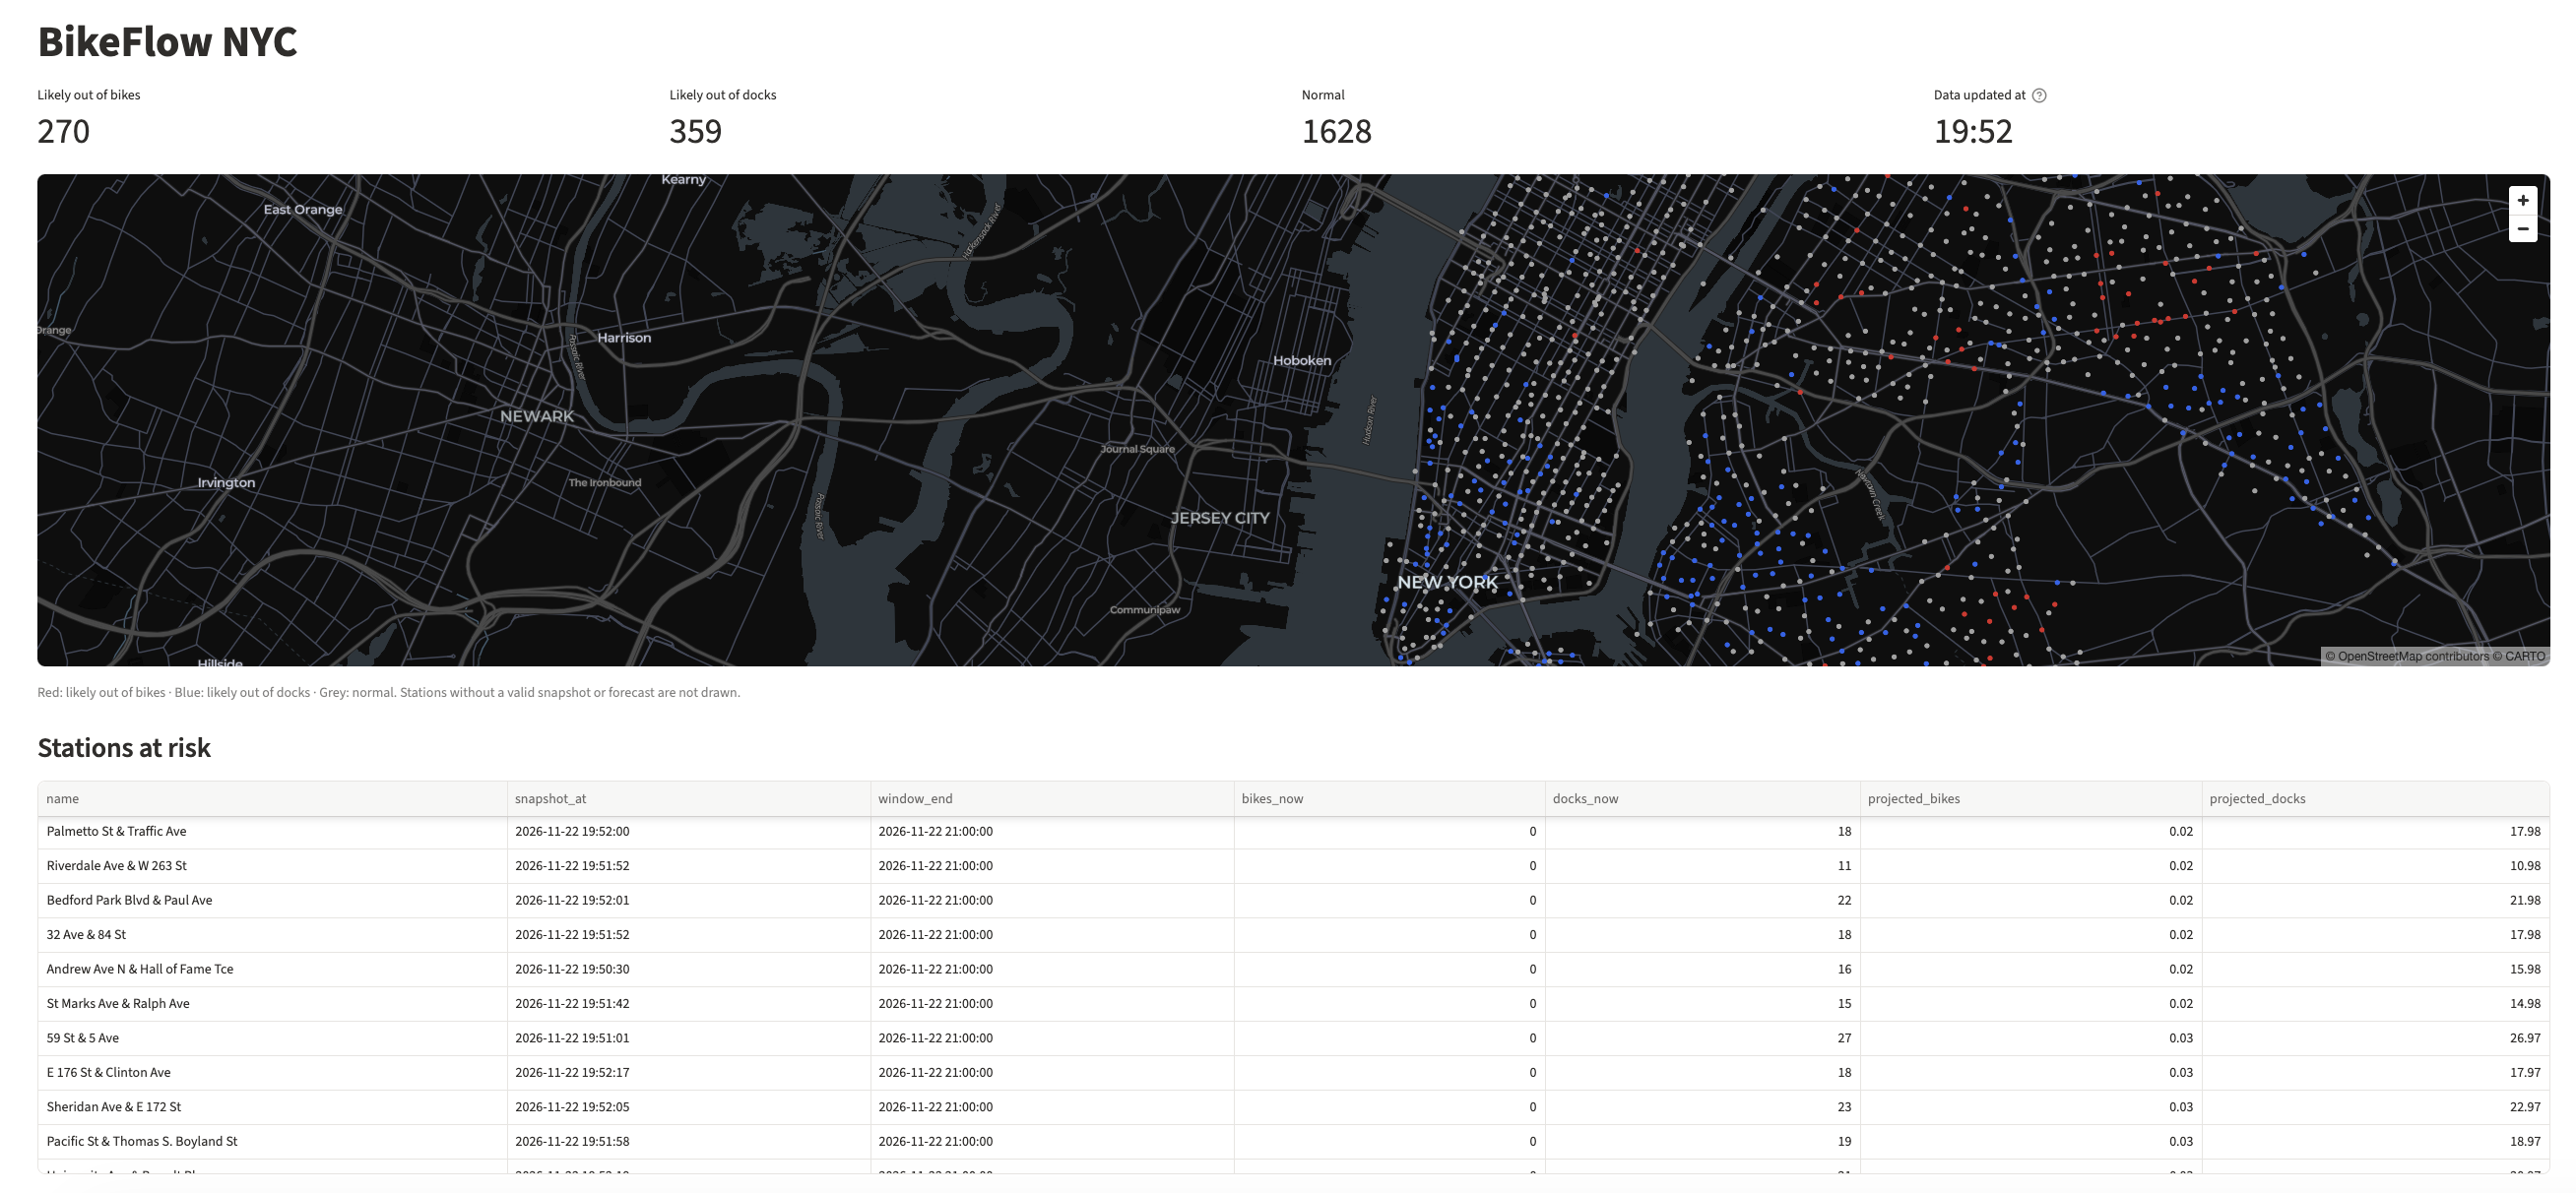 BikeFlow NYC
Likely out of bikes
270
Likely out of docks
359
Normal
1628
Data updated at ?
19:52
Kearny
East Orange
Hackensack River
Orange
Harrison
Passaic River
Hoboken
NEWARK
Hudson River
Journal Square
Irvington
The Ironbound
Passaic River
Newtown Creek
JERSEY CITY
NEW YORK
Communipaw
Hillside
+
−
© OpenStreetMap contributors © CARTO
Red: likely out of bikes · Blue: likely out of docks · Grey: normal. Stations without a valid snapshot or forecast are not drawn.
Stations at risk
name snapshot_at window_end bikes_now docks_now projected_bikes projected_docks
Palmetto St & Traffic Ave 2026-11-22 19:52:00 2026-11-22 21:00:00 0 18 0.02 17.98
Riverdale Ave & W 263 St 2026-11-22 19:51:52 2026-11-22 21:00:00 0 11 0.02 10.98
Bedford Park Blvd & Paul Ave 2026-11-22 19:52:01 2026-11-22 21:00:00 0 22 0.02 21.98
32 Ave & 84 St 2026-11-22 19:51:52 2026-11-22 21:00:00 0 18 0.02 17.98
Andrew Ave N & Hall of Fame Tce 2026-11-22 19:50:30 2026-11-22 21:00:00 0 16 0.02 15.98
St Marks Ave & Ralph Ave 2026-11-22 19:51:42 2026-11-22 21:00:00 0 15 0.02 14.98
59 St & 5 Ave 2026-11-22 19:51:01 2026-11-22 21:00:00 0 27 0.03 26.97
E 176 St & Clinton Ave 2026-11-22 19:52:17 2026-11-22 21:00:00 0 18 0.03 17.97
Sheridan Ave & E 172 St 2026-11-22 19:52:05 2026-11-22 21:00:00 0 23 0.03 22.97
Pacific St & Thomas S. Boyland St 2026-11-22 19:51:58 2026-11-22 21:00:00 0 19 0.03 18.97